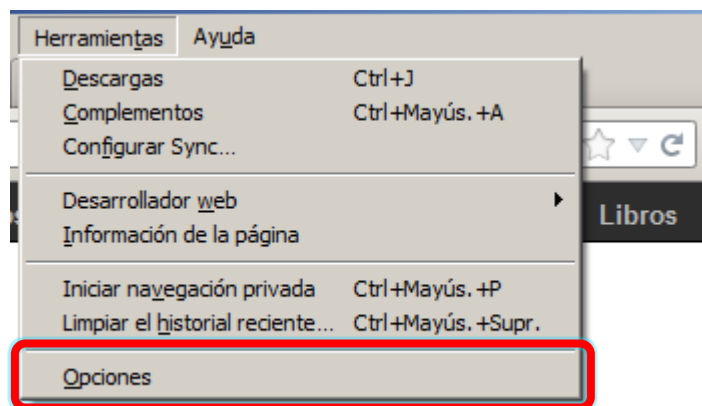 Herramientas Ayuda
Descargas Ctrl+J
Complementos Ctrl+Mayús.+A
Configurar Sync...
Desarrollador web
Libros
Información de la página
Iniciar navegación privada Ctrl+Mayús.+P
Limpiar el historial reciente... Ctrl+Mayús.+Supr.
Opciones